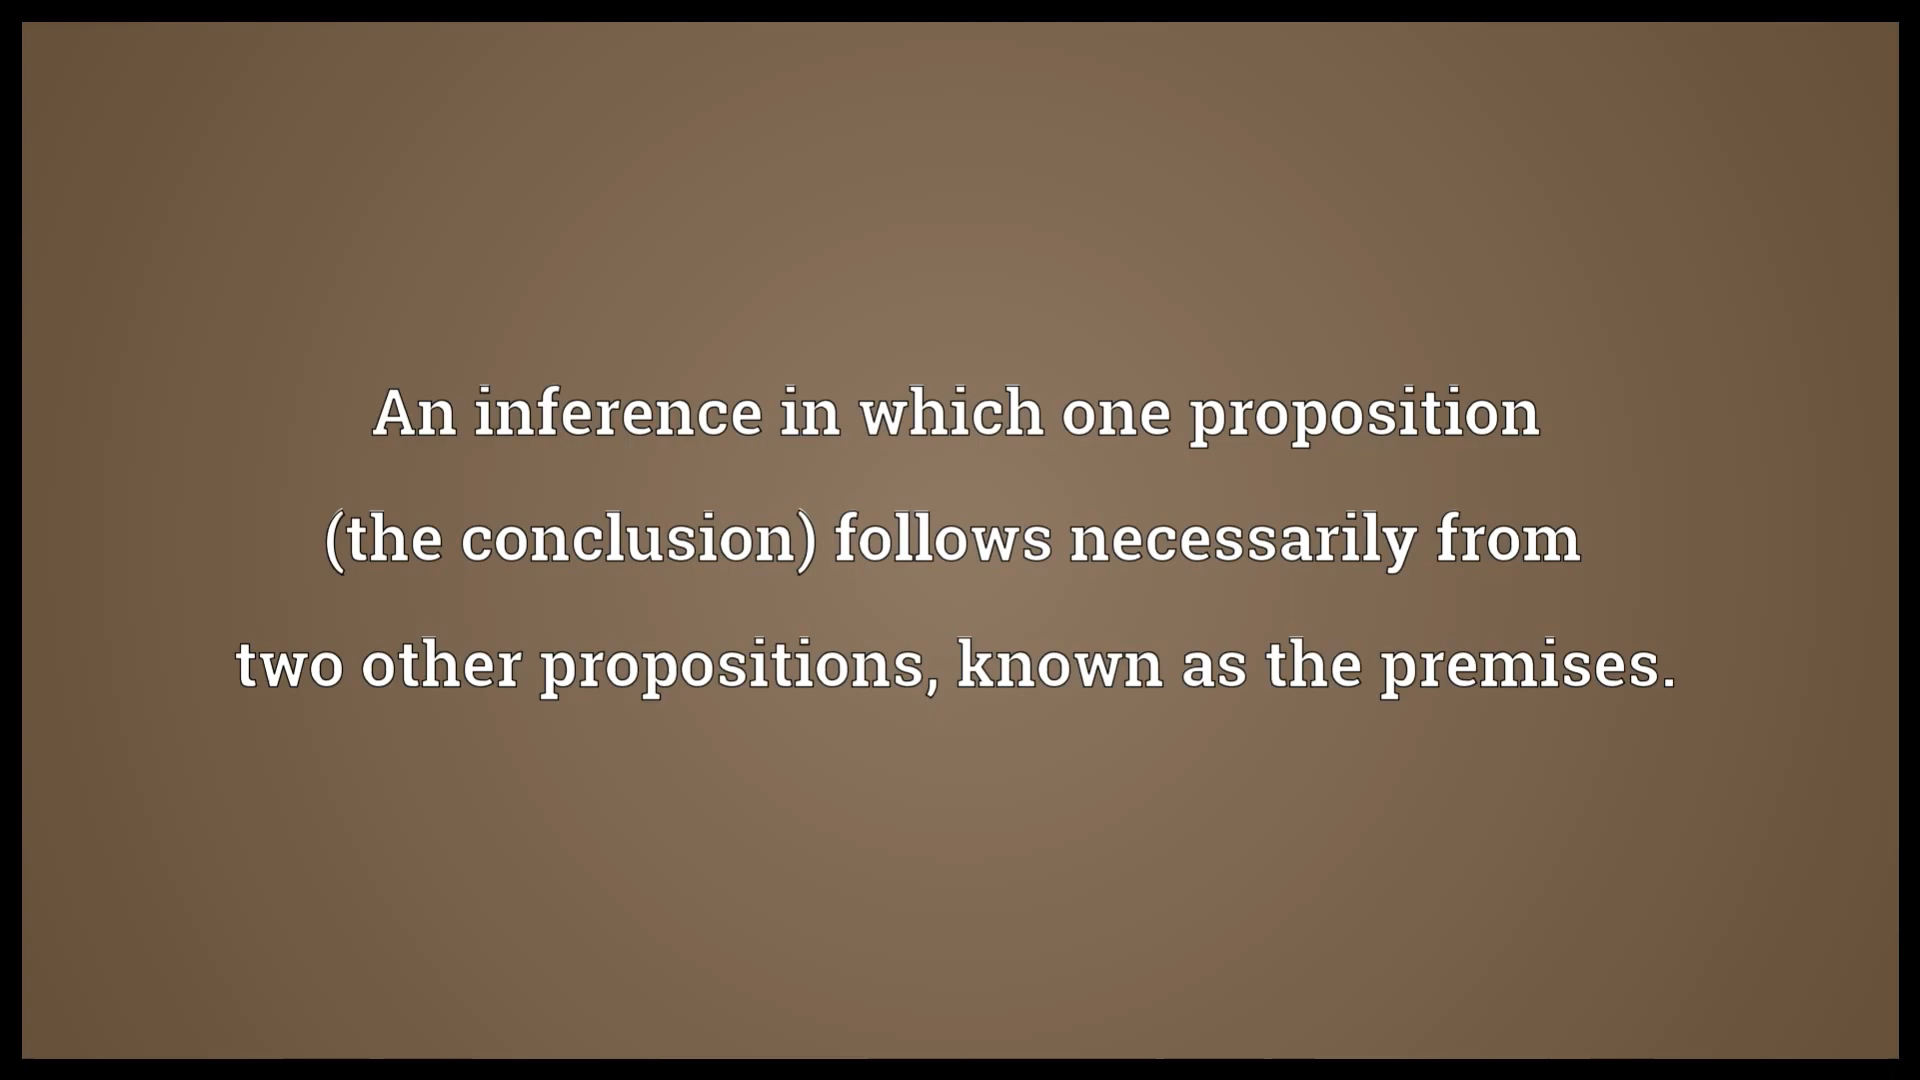 An inference in which one proposition
(the conclusion) follows necessarily from
two other propositions, known as the premises.